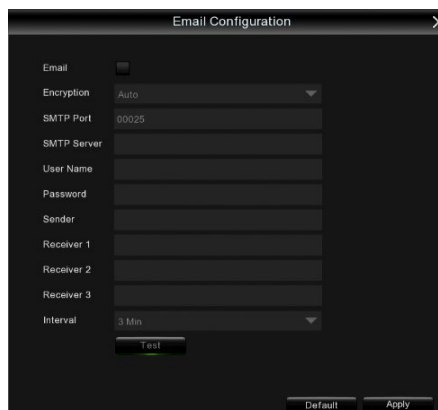 Email Configuration X
Email
Encryption Auto
SMTP Port 00025
SMTP Server
User Name
Password
Sender
Receiver 1
Receiver 2
Receiver 3
Interval 3 Min
Test
Default Apply